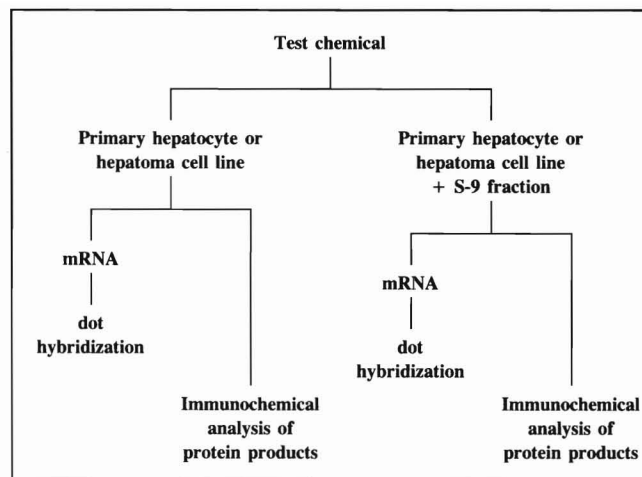 Test chemical
Primary hepatocyte or
hepatoma cell line
Primary hepatocyte or
hepatoma cell line
+ S-9 fraction
mRNA
dot
hybridization
Immunochemical
analysis of
protein products
mRNA
dot
hybridization
Immunochemical
analysis of
protein products